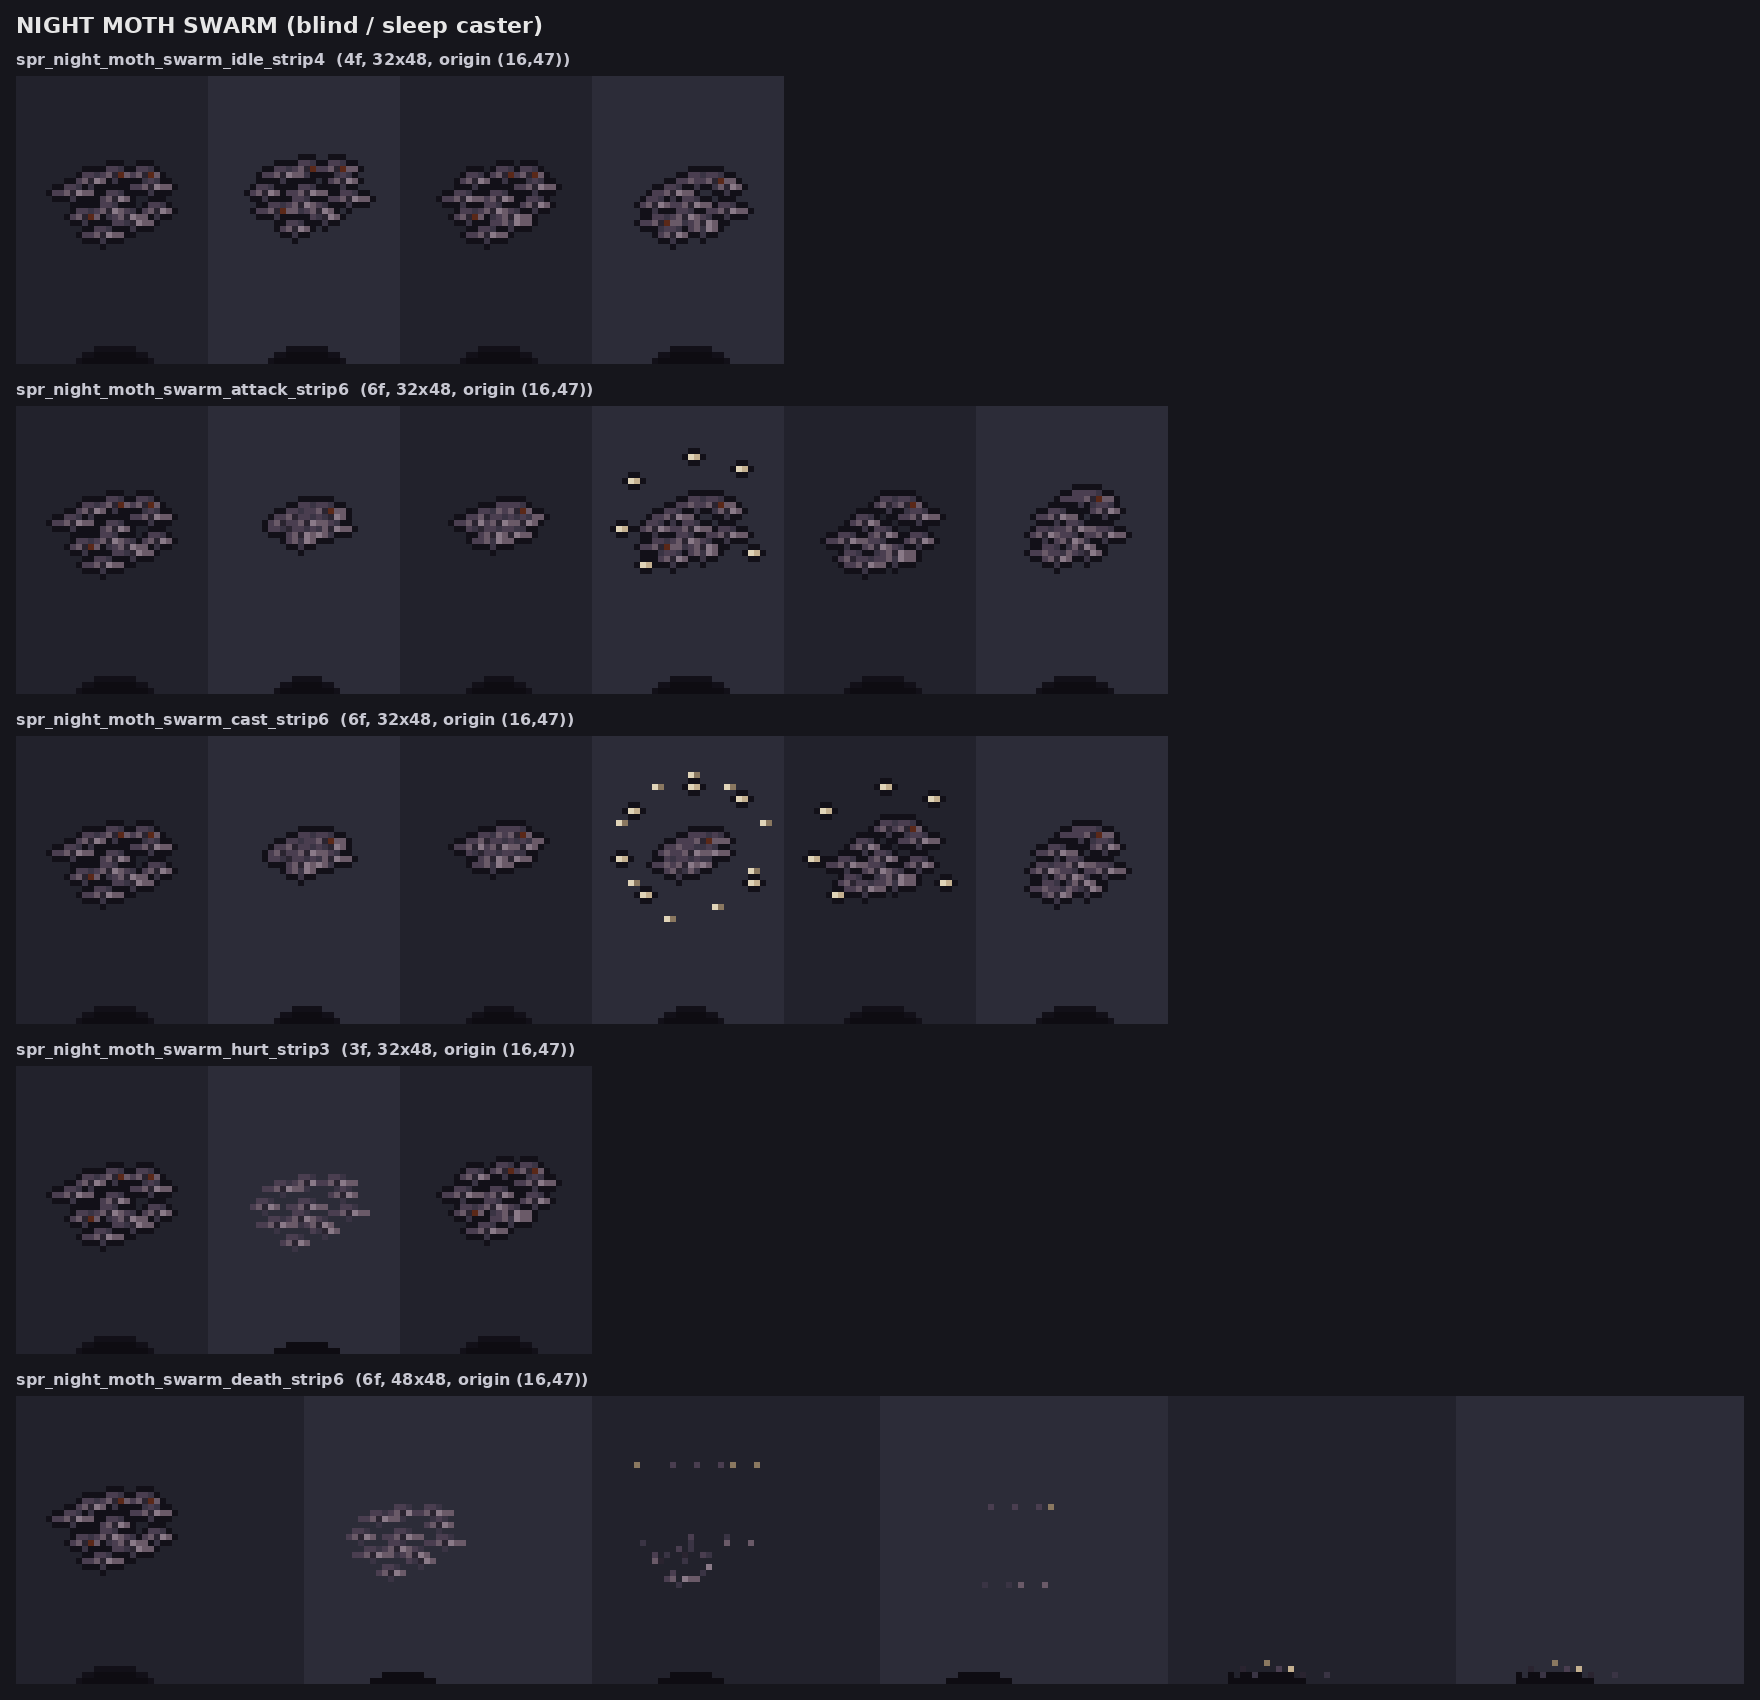 NIGHT MOTH SWARM (blind / sleep caster)
spr_night_moth_swarm_idle_strip4 (4f, 32x48, origin (16,47))
spr_night_moth_swarm_attack_strip6 (6f, 32x48, origin (16,47))
spr_night_moth_swarm_cast_strip6 (6f, 32x48, origin (16,47))
spr_night_moth_swarm_hurt_strip3 (3f, 32x48, origin (16,47))
spr_night_moth_swarm_death_strip6 (6f, 48x48, origin (16,47))